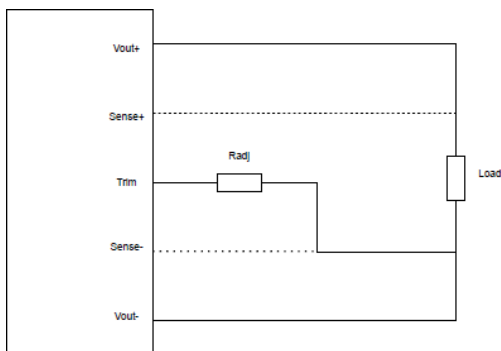 Vout+
Sense+
Radj
Trim
Load
Sense-
Vout-